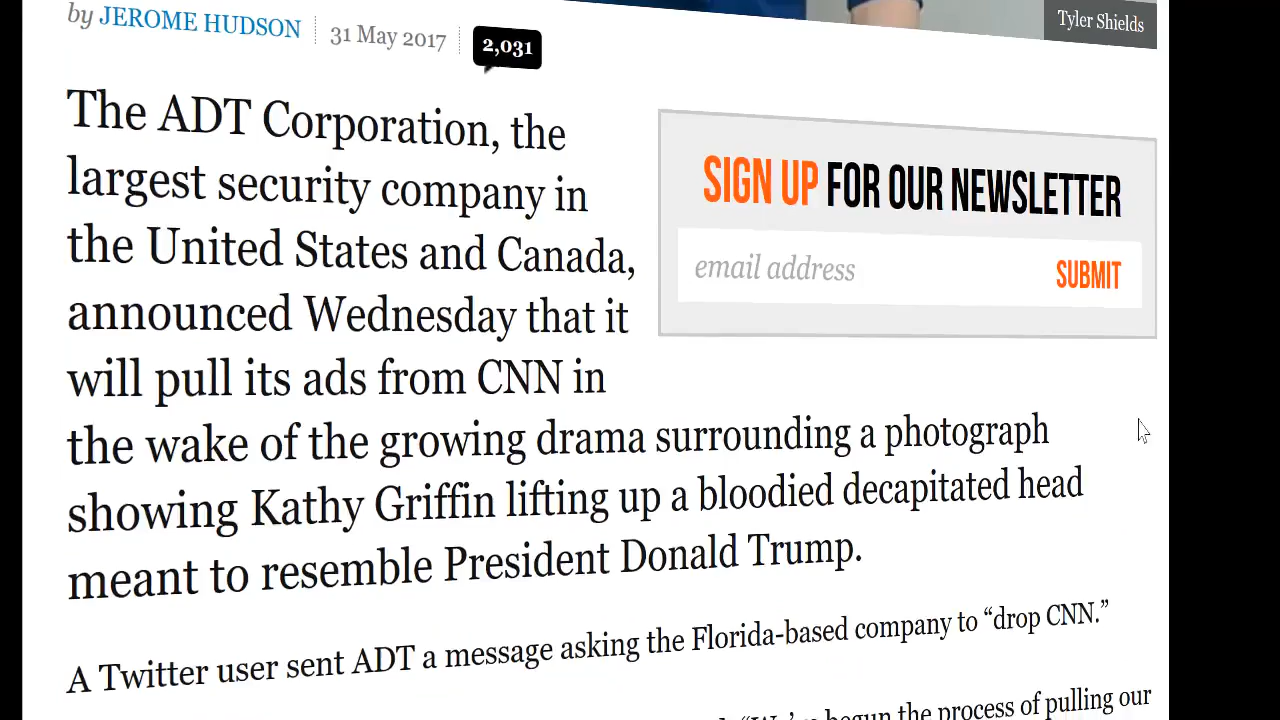 by JEROME HUDSON 31 May 2017 2,031
Tyler Shields
The ADT Corporation, the
largest security company in
the United States and Canada,
announced Wednesday that it
will pull its ads from CNN in
the wake of the growing drama surrounding a photograph
showing Kathy Griffin lifting up a bloodied decapitated head
meant to resemble President Donald Trump.
SIGN UP FOR OUR NEWSLETTER
email address SUBMIT
A Twitter user sent ADT a message asking the Florida-based company to “drop CNN.”
begun the process of pulling our